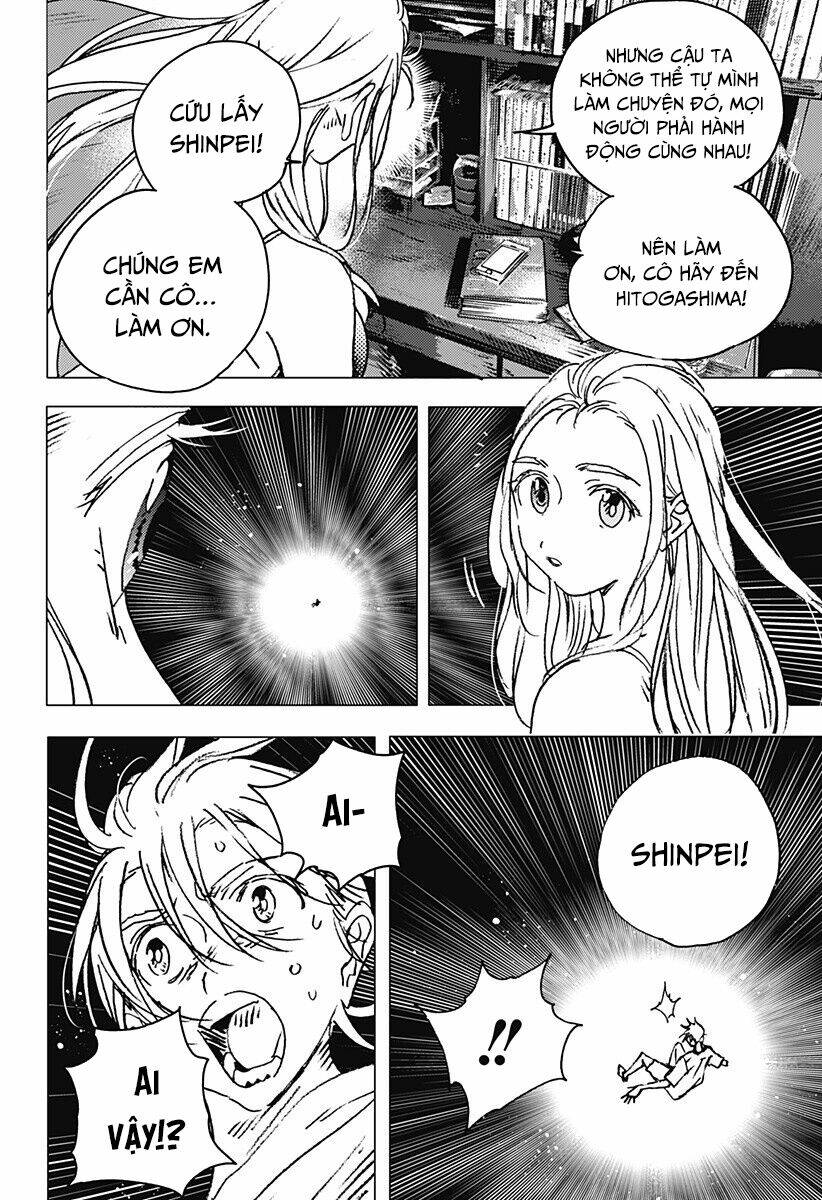 NHƯNG CẬU TA
KHÔNG THỂ TỰ MÌNH
LÀM CHUYỆN ĐÓ, MỌI
NGƯỜI PHẢI HÀNH
ĐỘNG CÙNG NHAU!
NÊN LÀM
ƠN, CÔ HÃY ĐẾN
HITOGASHIMA!
CỨU LẤY
SHINPEI!
CHÚNG EM
CẦN CÔ...
LÀM ƠN.
SHINPEI!
!!
AI-
AI
VẬY!?